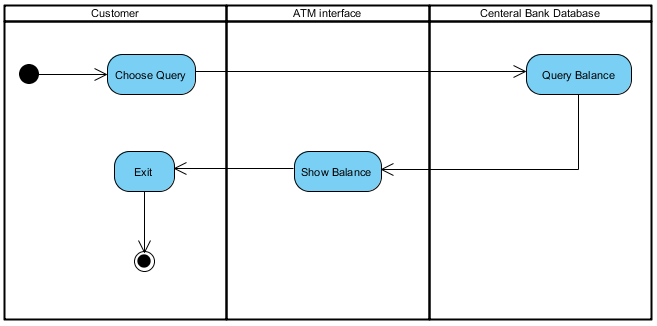 Customer
ATM interface
Centeral Bank Database
Choose Query
Query Balance
Exit
Show Balance